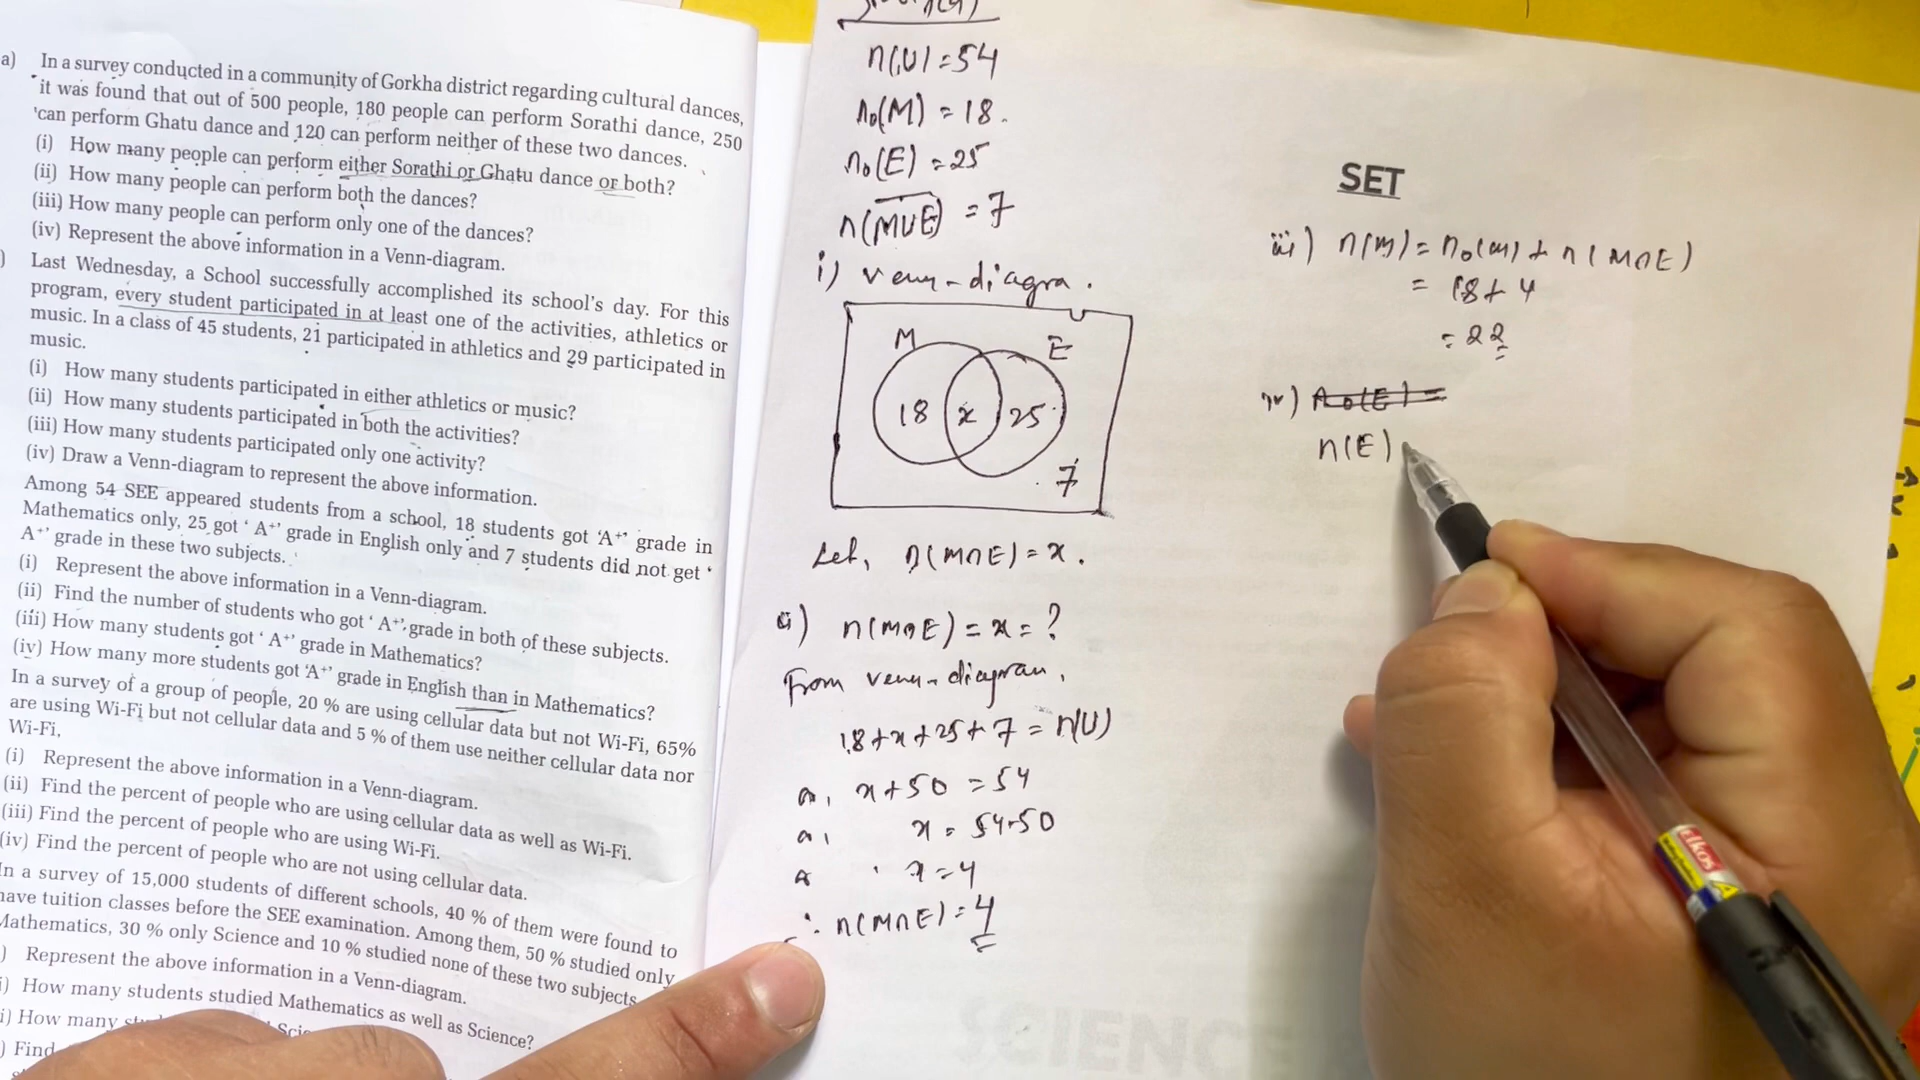 a) In a survey conducted in a community of Gorkha district regarding cultural dances,
it was found that out of 500 people, 180 people can perform Sorathi dance, 250
can perform Ghatu dance and 120 can perform neither of these two dances.
(i) How many people can perform either Sorathi or Ghatu dance or both?
(ii) How many people can perform both the dances?
(iii) How many people can perform only one of the dances?
(iv) Represent the above information in a Venn-diagram.
) Last Wednesday, a School successfully accomplished its school's day. For this
program, every student participated in at least one of the activities, athletics or
music. In a class of 45 students, 21 participated in athletics and 29 participated in
music.
(i) How many students participated in either athletics or music?
(ii) How many students participated in both the activities?
(iii) How many students participated only one activity?
(iv) Draw a Venn-diagram to represent the above information.
Among 54 SEE appeared students from a school, 18 students got 'A⁺' grade in
Mathematics only, 25 got ' A⁺' grade in English only and 7 students did not get '
A⁺' grade in these two subjects.
(i) Represent the above information in a Venn-diagram.
(ii) Find the number of students who got ' A⁺' grade in both of these subjects.
(iii) How many students got ' A⁺' grade in Mathematics?
(iv) How many more students got 'A⁺' grade in English than in Mathematics?
In a survey of a group of people, 20 % are using cellular data but not Wi-Fi, 65%
are using Wi-Fi but not cellular data and 5 % of them use neither cellular data nor
Wi-Fi,
(i) Represent the above information in a Venn-diagram.
(ii) Find the percent of people who are using cellular data as well as Wi-Fi.
(iii) Find the percent of people who are using Wi-Fi.
(iv) Find the percent of people who are not using cellular data.
In a survey of 15,000 students of different schools, 40 % of them were found to
have tuition classes before the SEE examination. Among them, 50 % studied only
Mathematics, 30 % only Science and 10 % studied none of these two subjects.
) Represent the above information in a Venn-diagram.
i) How many students studied Mathematics as well as Science?
i) How many
) Find
n(U) = 54
n₀(M) = 18.
n₀(E) = 25
n(M̅U̅E̅) = 7
i) venn-diagra.
M E
18 x 25
7
Let, n(M∩E) = x.
ii) n(M∩E) = x = ?
From venn-diagram,
18 + x + 25 + 7 = n(U)
or, x + 50 = 54
or, x = 54-50
or x = 4
∴ n(M∩E) = 4
SET
iii) n(M) = n₀(M) + n(M∩E)
= 18 + 4
= 22
iv) n₀(E) =
n(E)
SCIENCE